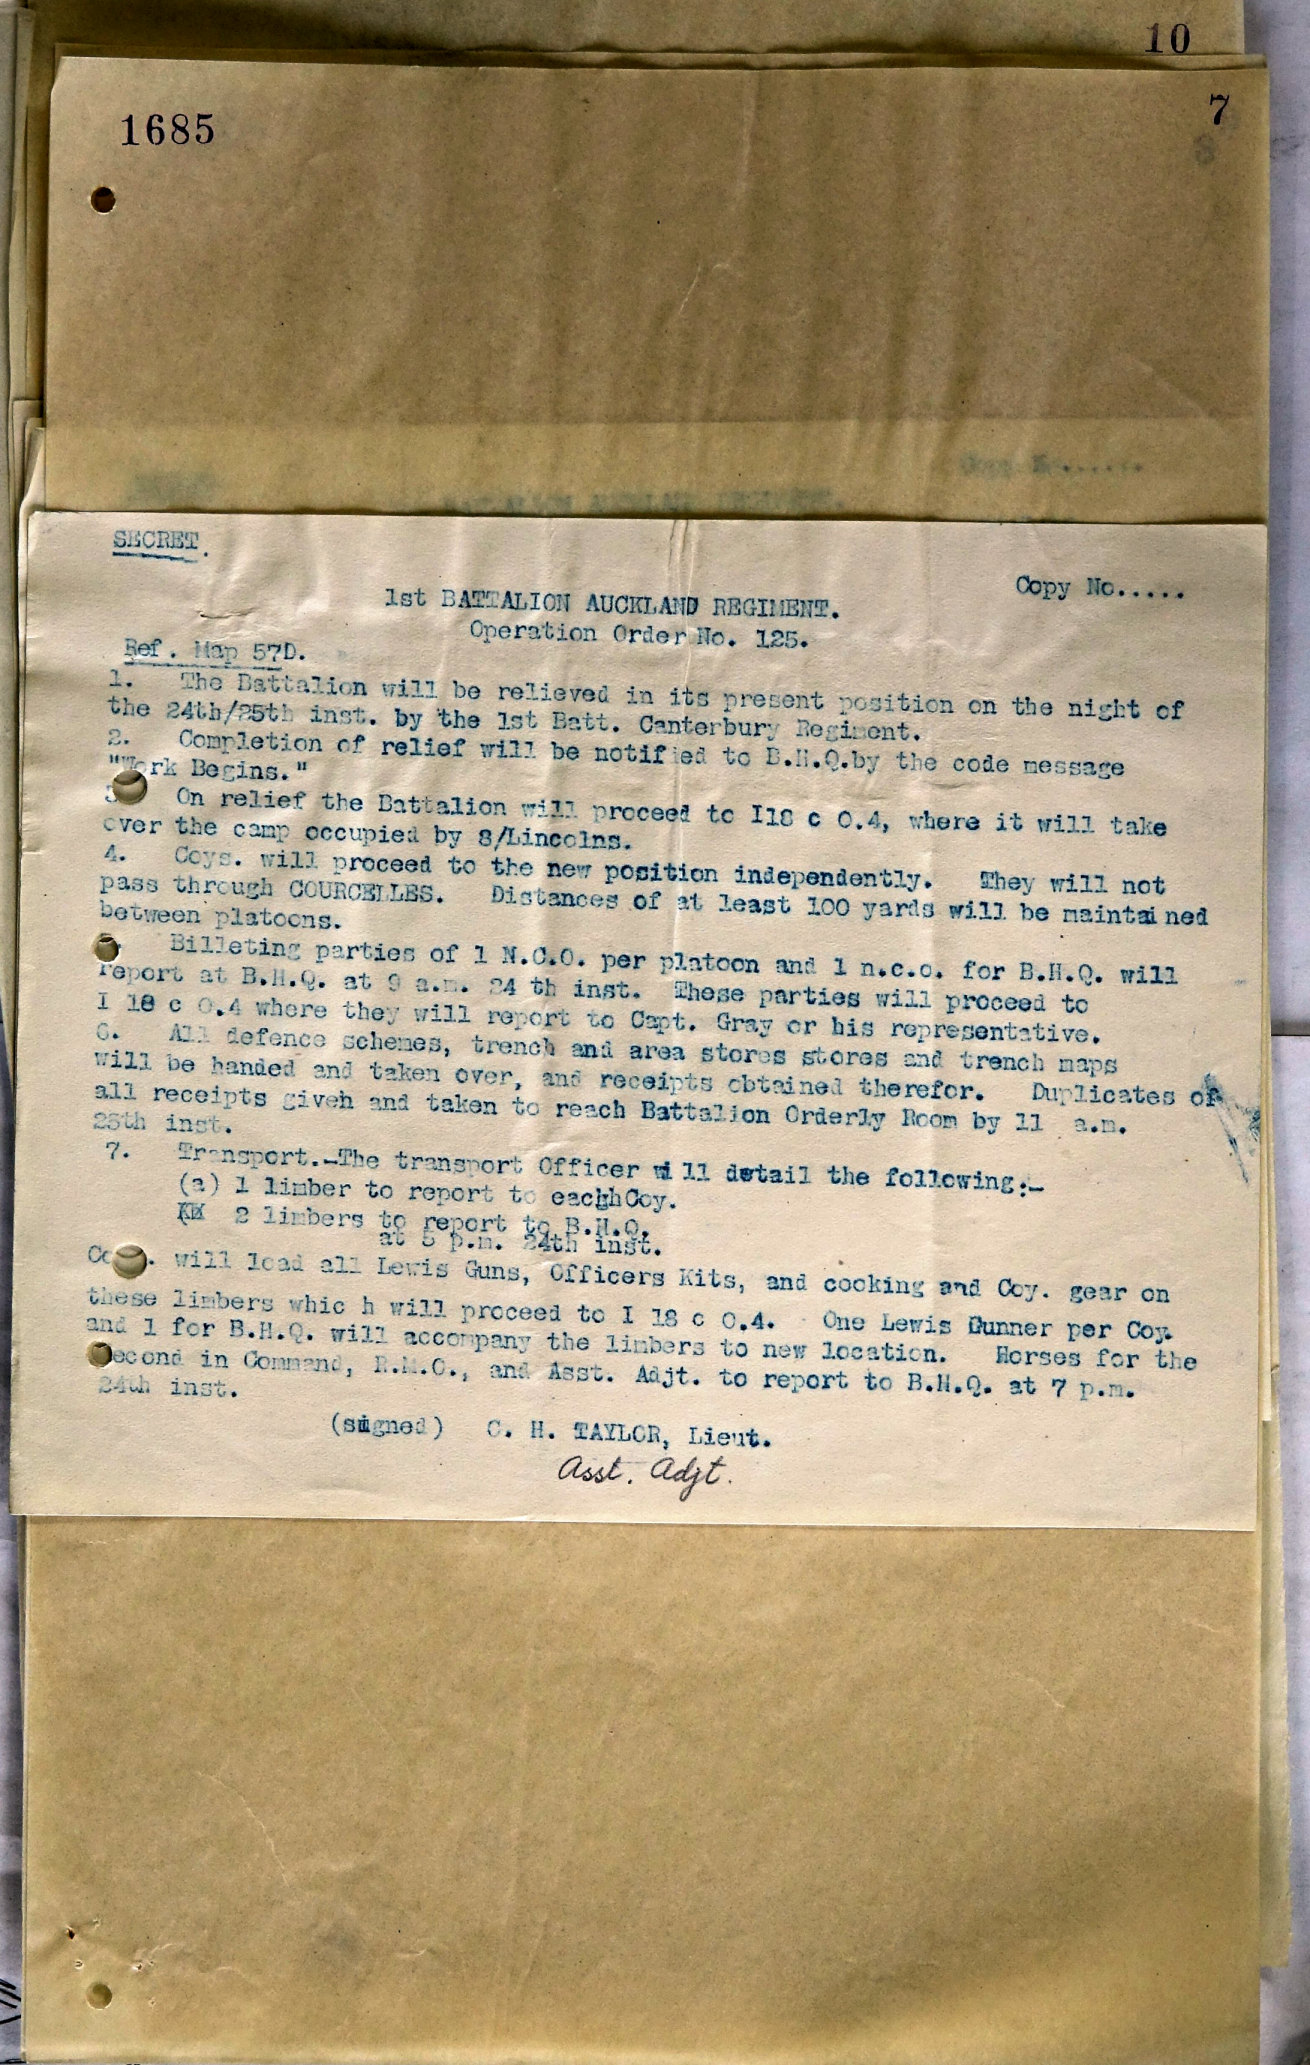 10
7
8
1685
SECRET.
Copy No.....
1st BATTALION AUCKLAND REGIMENT.
Operation Order No. 125.
Ref. Map 57D.
1. The Battalion will be relieved in its present position on the night of
the 24th/25th inst. by the 1st Batt. Canterbury Regiment.
2. Completion of relief will be notified to B.H.Q.by the code message
"Work Begins."
3 On relief the Battalion will proceed to I18 c 0.4, where it will take
over the camp occupied by 8/Lincolns.
4. Coys. will proceed to the new position independently. They will not
pass through COURCELLES. Distances of at least 100 yards will be maintained
between platoons.
. Billeting parties of 1 N.C.O. per platoon and 1 n.c.o. for B.H.Q. will
report at B.H.Q. at 9 a.m. 24 th inst. These parties will proceed to
I 18 c 0.4 where they will report to Capt. Gray or his representative.
6. All defence schemes, trench and area stores stores and trench maps
will be handed and taken over, and receipts obtained therefor. Duplicates of
all receipts giveh and taken to reach Battalion Orderly Room by 11 a.m.
25th inst.
7. Transport.-The transport Officer wi ll detail the following:-
(a) 1 limber to report to each Coy.
2 limbers to report to B.H.Q.
at 5 p.m. 24th inst.
Co . will load all Lewis Guns, Officers Kits, and cooking and Coy. gear on
these limbers whic h will proceed to I 18 c 0.4. One Lewis Gunner per Coy.
and 1 for B.H.Q. will accompany the limbers to new location. Horses for the
Second in Command, R.M.O., and Asst. Adjt. to report to B.H.Q. at 7 p.m.
24th inst.
(signed) C. H. TAYLOR, Lieut.
Asst. Adjt.